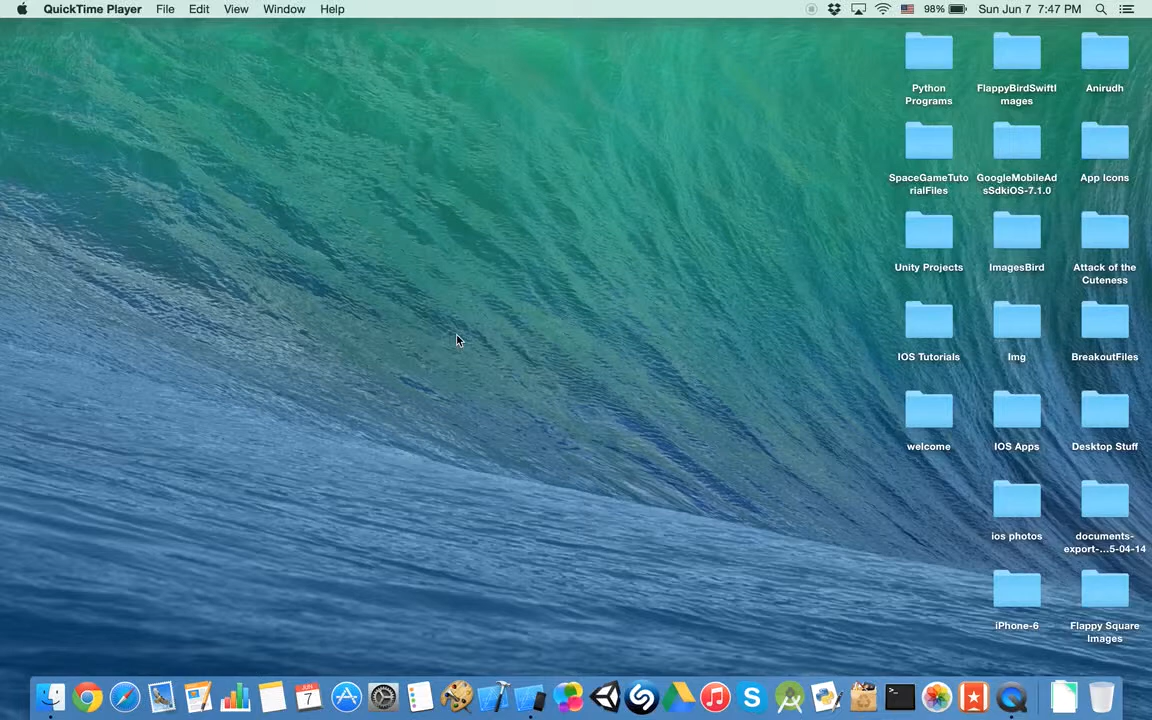 QuickTime Player File Edit View Window Help 98% Sun Jun 7 7:47 PM
Python
Programs
FlappyBirdSwiftI
mages
Anirudh
SpaceGameTuto
rialFiles
GoogleMobileAd
sSdkiOS-7.1.0
App Icons
Unity Projects
ImagesBird
Attack of the
Cuteness
IOS Tutorials
Img
BreakoutFiles
welcome
IOS Apps
Desktop Stuff
ios photos
documents-
export-...5-04-14
iPhone-6
Flappy Square
Images
JUN
7